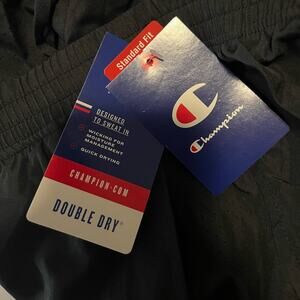 Standard Fit
Champion
DESIGNED
TO SWEAT IN
WICKING FOR
MOISTURE
MANAGEMENT
QUICK DRYING
CHAMPION.COM
DOUBLE DRY®